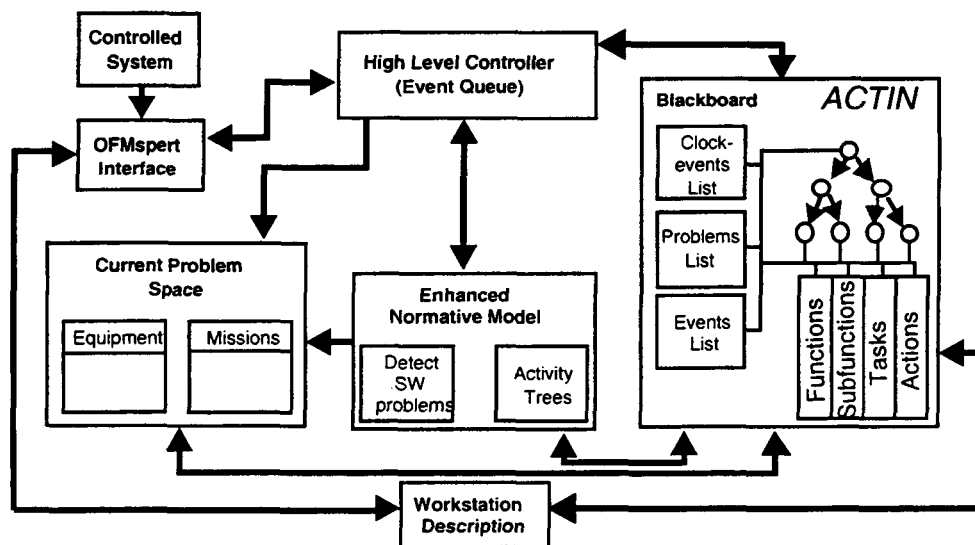 Controlled
System
High Level Controller
(Event Queue)
OFMspert
Interface
Blackboard
ACTIN
Clock-
events
List
Problems
List
Events
List
Functions
Subfunctions
Tasks
Actions
Current Problem
Space
Equipment
Missions
Enhanced
Normative Model
Detect
SW
problems
Activity
Trees
Workstation
Description